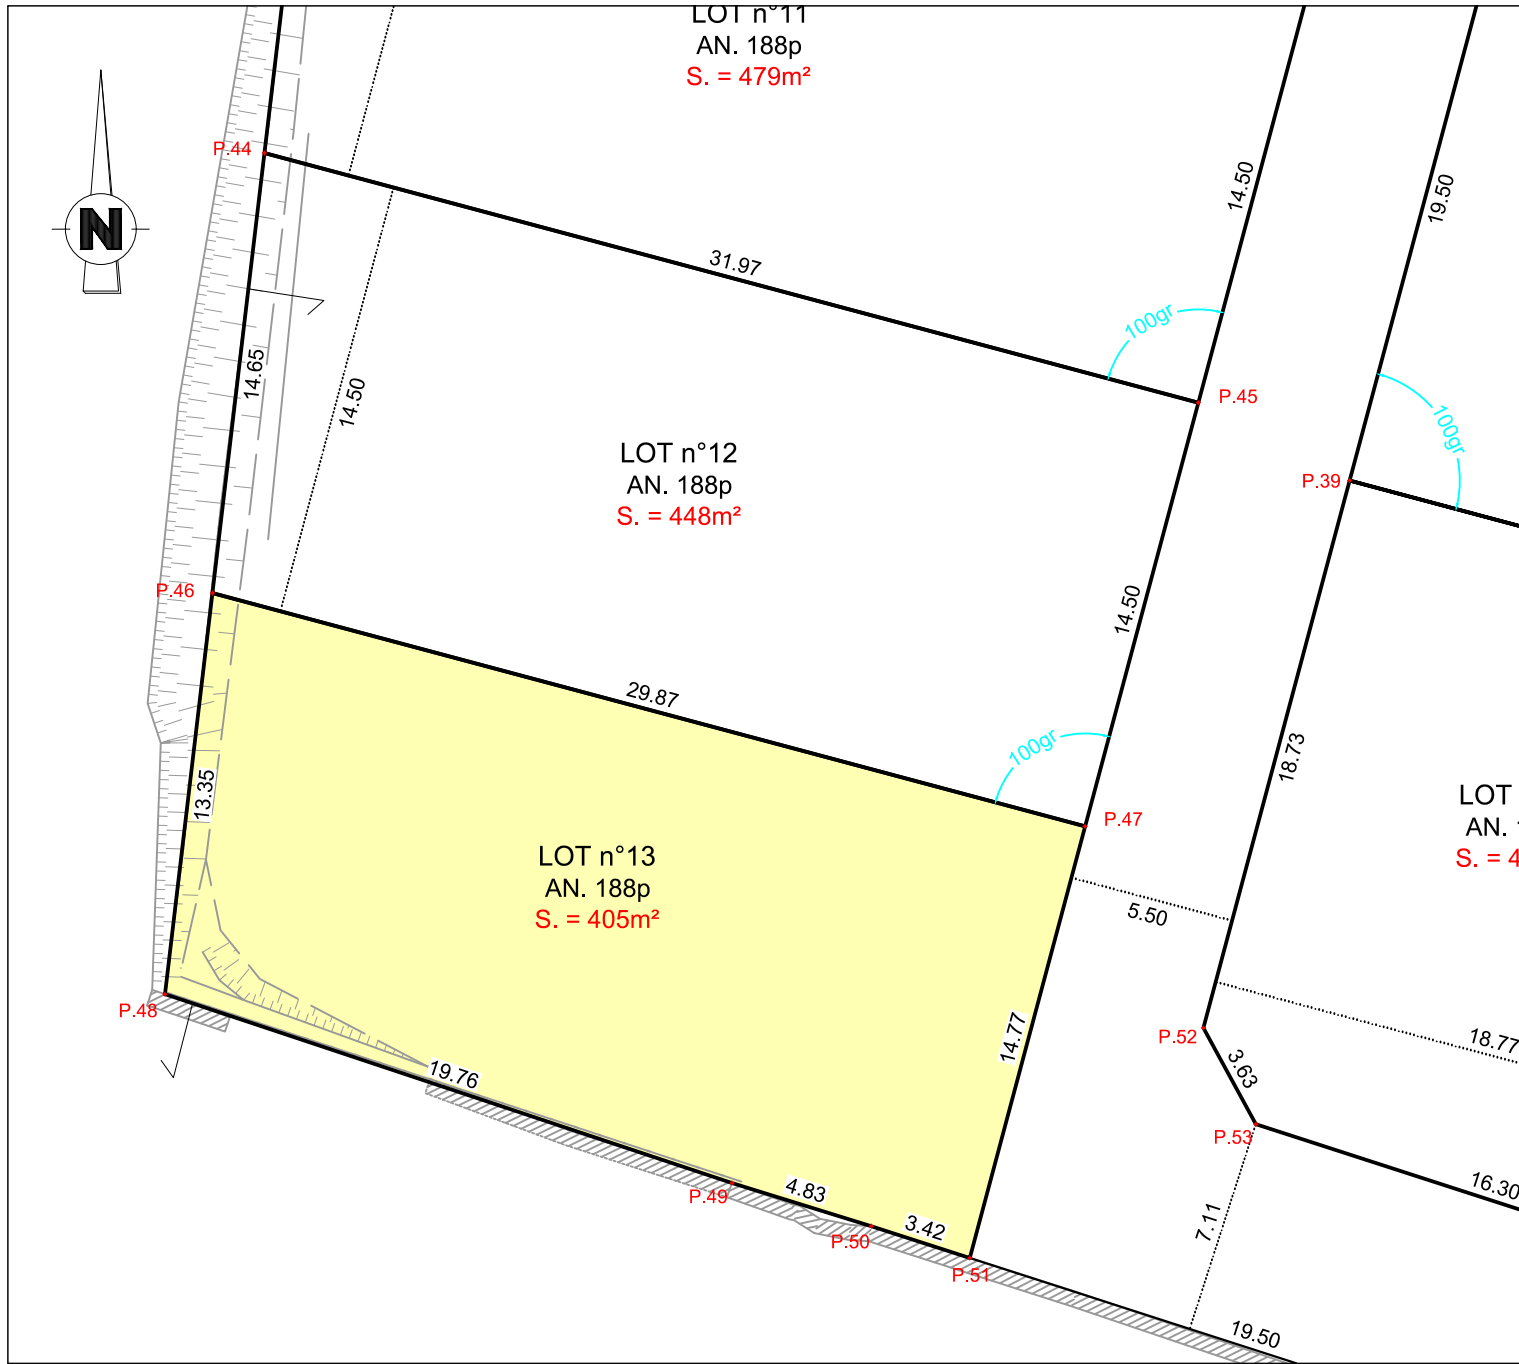 LOT n°11
AN. 188p
S. = 479m²
P.44
N
14.50
19.50
31.97
100gr
14.65
14.50
P.45
100gr
LOT n°12
AN. 188p
S. = 448m²
P.39
P.46
14.50
29.87
100gr
18.73
13.35
P.47
LOT
AN. 1
S. = 4
LOT n°13
AN. 188p
S. = 405m²
5.50
P.48
14.77
P.52
18.77
3.63
19.76
P.53
4.83
P.49
16.30
3.42
7.11
P.50
P.51
19.50